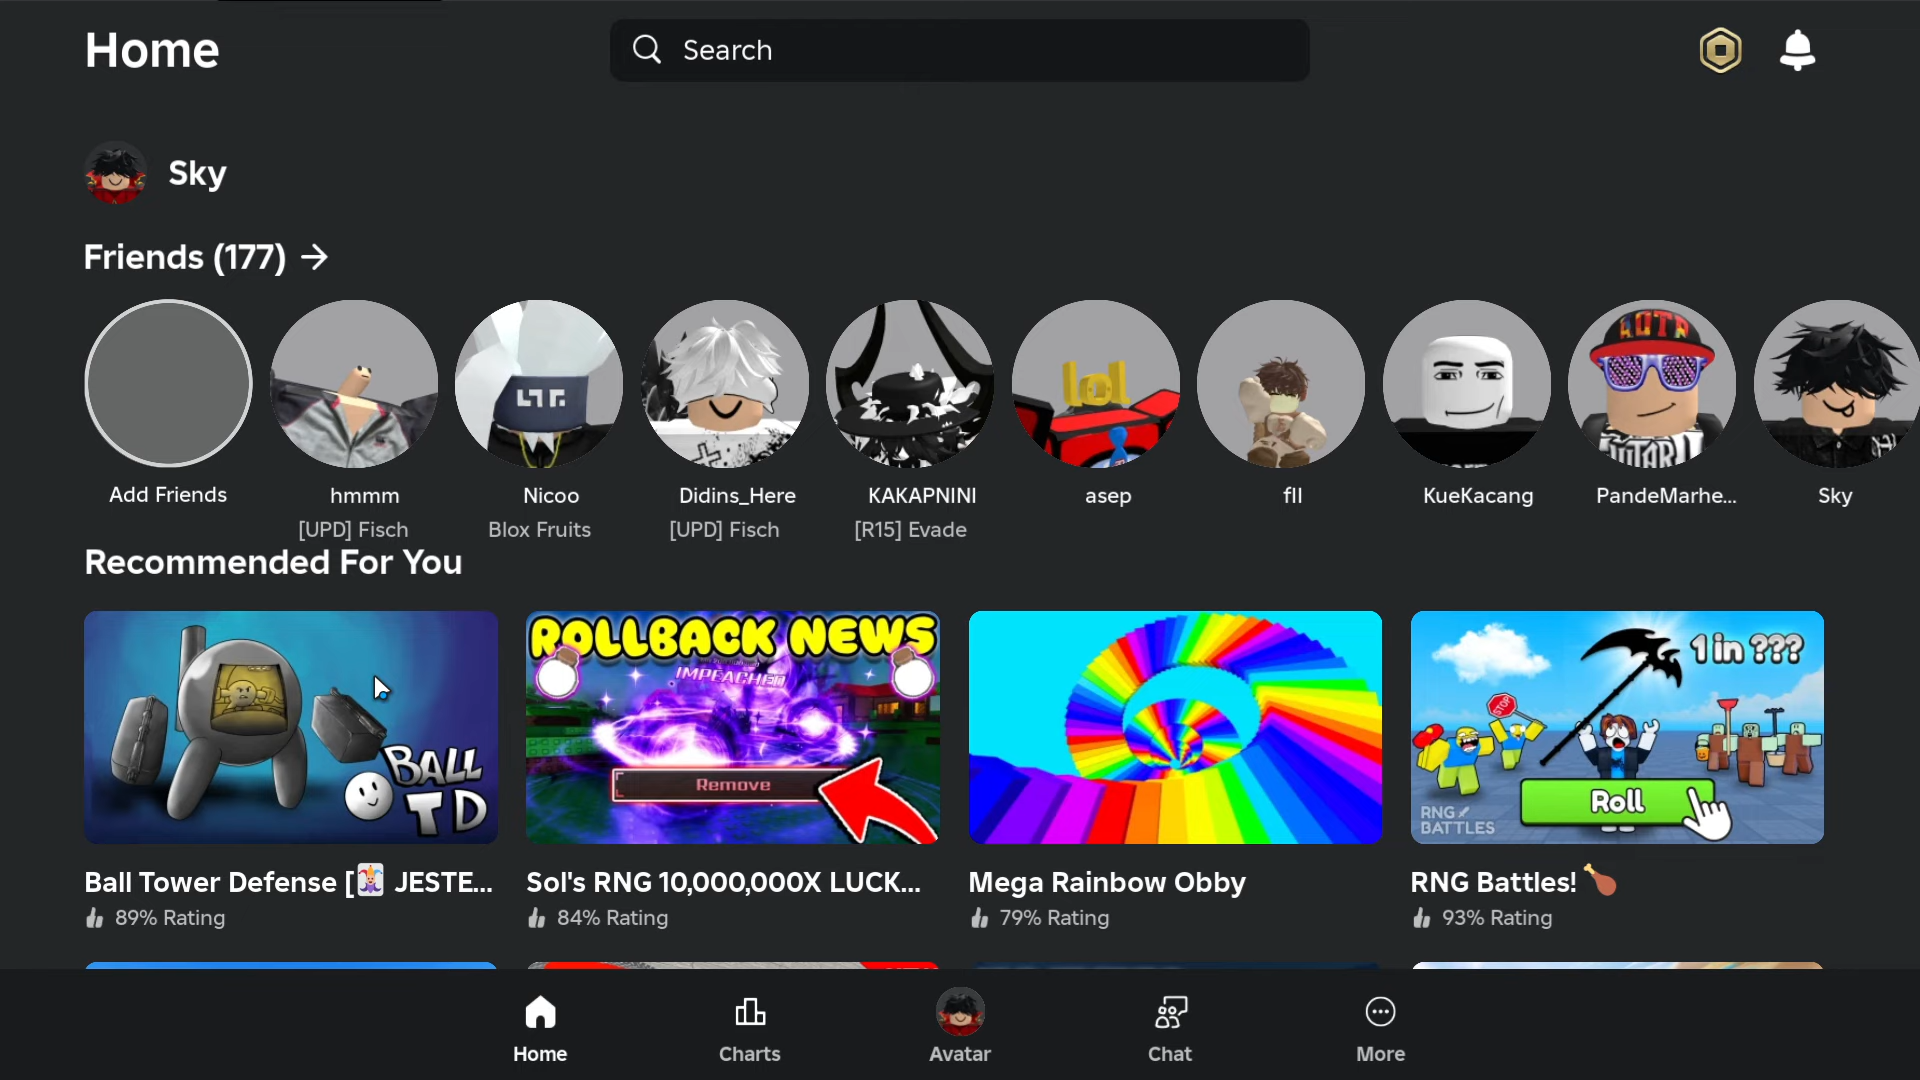 Home
Search
Sky
Friends (177)
Add Friends
hmmm
Nicoo
Didins_Here
KAKAPNINI
asep
fll
KueKacang
PandeMarhe...
Sky
[UPD] Fisch
Blox Fruits
[UPD] Fisch
[R15] Evade
Recommended For You
BALL
TD
ROLLBACK NEWS
IMPEACHED
Remove
1 in ???
STOP
Roll
RNG
BATTLES
Ball Tower Defense [🃏 JESTE...
Sol's RNG 10,000,000X LUCK...
Mega Rainbow Obby
RNG Battles! 🍗
89% Rating
84% Rating
79% Rating
93% Rating
Home
Charts
Avatar
Chat
More